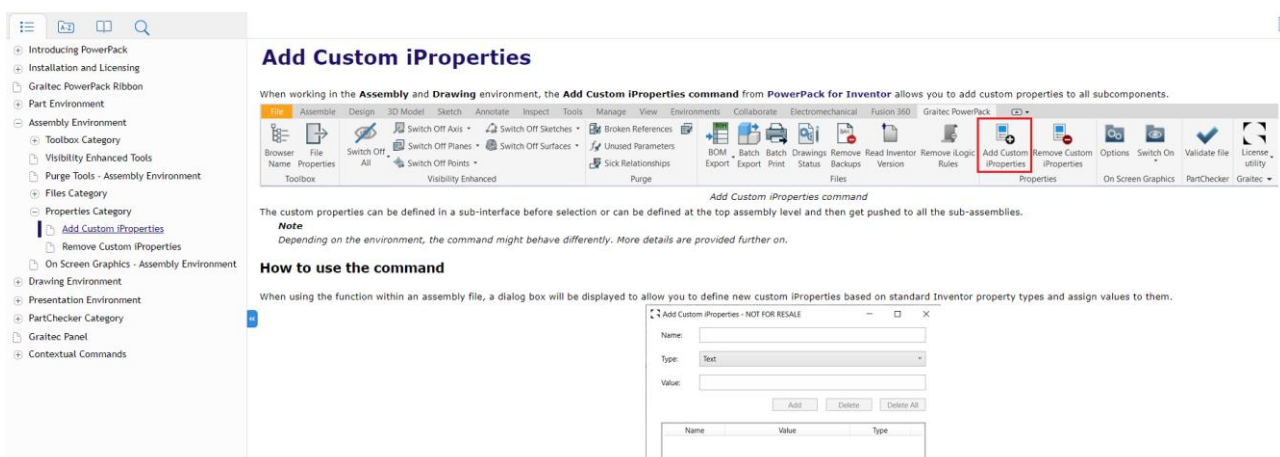 Introducing PowerPack
Installation and Licensing
Graitec PowerPack Ribbon
Part Environment
Assembly Environment
Toolbox Category
Visibility Enhanced Tools
Purge Tools - Assembly Environment
Files Category
Properties Category
Add Custom iProperties
Remove Custom iProperties
On Screen Graphics - Assembly Environment
Drawing Environment
Presentation Environment
PartChecker Category
Graitec Panel
Contextual Commands
Add Custom iProperties
When working in the Assembly and Drawing environment, the Add Custom iProperties command from PowerPack for Inventor allows you to add custom properties to all subcomponents.
File Assemble Design 3D Model Sketch Annotate Inspect Tools Manage View Environments Collaborate Electromechanical Fusion 360 Graitec PowerPack
Switch Off Axis Switch Off Sketches Broken References
Switch Off Planes Switch Off Surfaces Unused Parameters
Switch Off Points Sick Relationships
Browser Name File Properties Switch Off All BOM Export Batch Export Batch Print Drawings Status Remove Backups Read Inventor Version Remove iLogic Rules Add Custom iProperties Remove Custom iProperties Options Switch On Validate file License utility
Toolbox Visibility Enhanced Purge Files Properties On Screen Graphics PartChecker Graitec
Add Custom iProperties command
The custom properties can be defined in a sub-interface before selection or can be defined at the top assembly level and then get pushed to all the sub-assemblies.
Note
Depending on the environment, the command might behave differently. More details are provided further on.
How to use the command
When using the function within an assembly file, a dialog box will be displayed to allow you to define new custom iProperties based on standard Inventor property types and assign values to them.
Add Custom iProperties - NOT FOR RESALE
Name:
Type: Text
Value:
Add Delete Delete All
Name Value Type